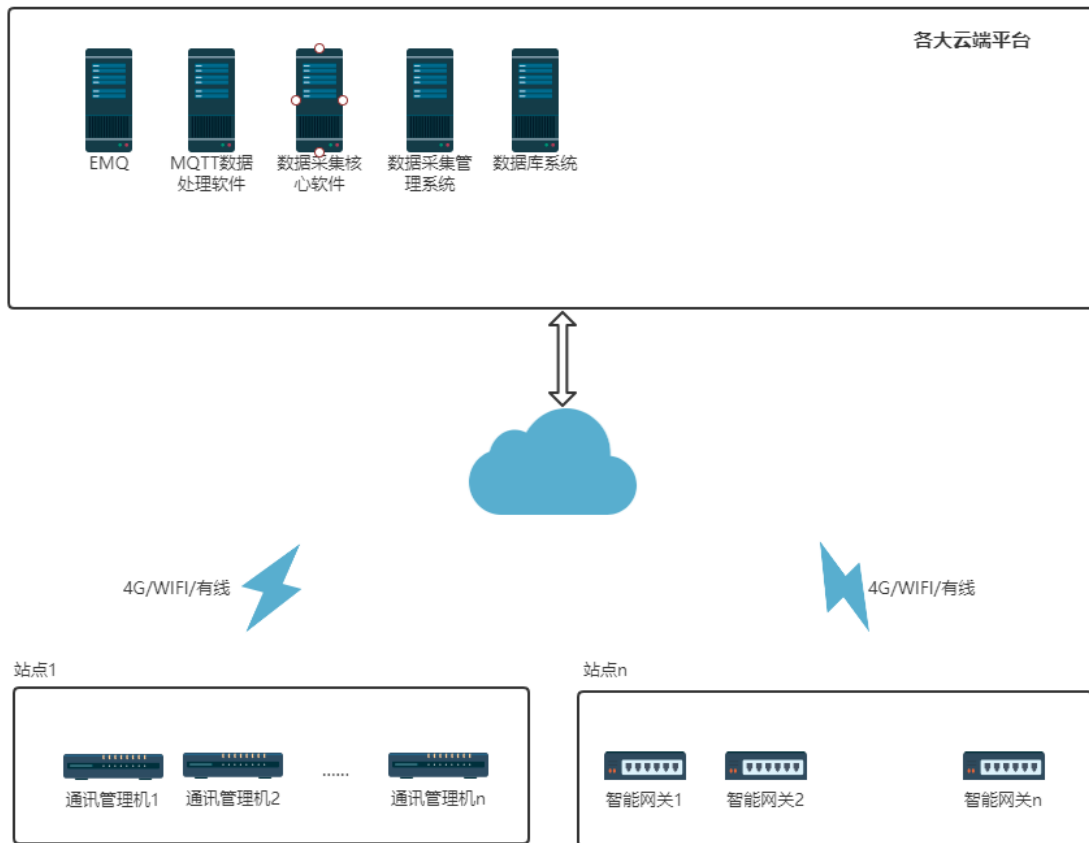 各大云端平台
EMQ
MQTT数据
处理软件
数据采集核
心软件
数据采集管
理系统
数据库系统
4G/WIFI/有线
4G/WIFI/有线
站点1
站点n
通讯管理机1
通讯管理机2
......
通讯管理机n
智能网关1
智能网关2
智能网关n